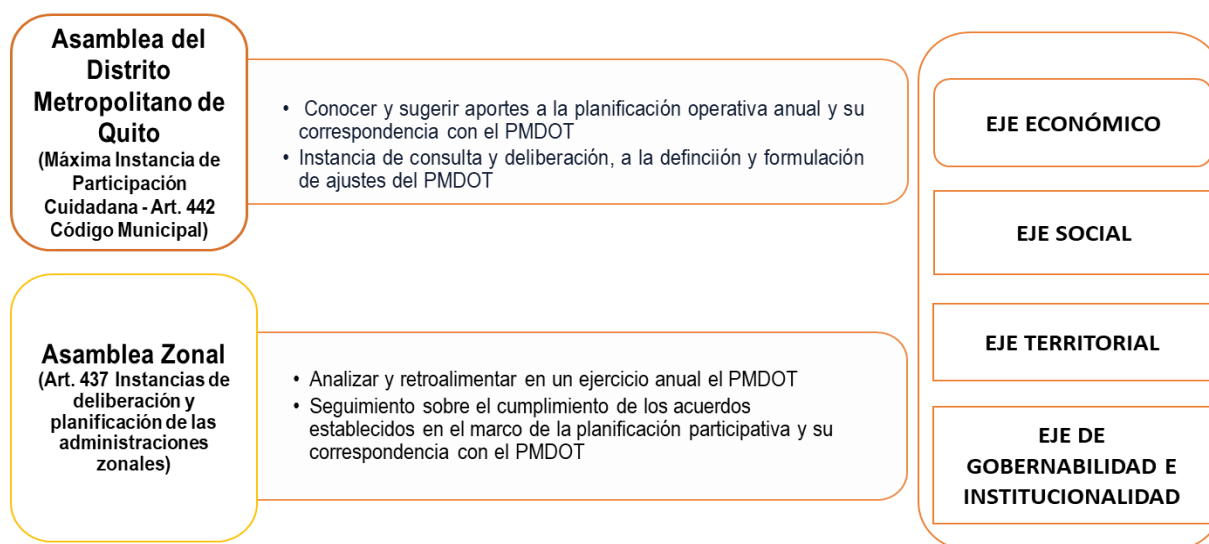 Asamblea del
Distrito
Metropolitano de
Quito
(Máxima Instancia de
Participación
Cuidadana - Art. 442
Código Municipal)
• Conocer y sugerir aportes a la planificación operativa anual y su
correspondencia con el PMDOT
• Instancia de consulta y deliberación, a la definciión y formulación
de ajustes del PMDOT
Asamblea Zonal
(Art. 437 Instancias de
deliberación y
planificación de las
administraciones
zonales)
• Analizar y retroalimentar en un ejercicio anual el PMDOT
• Seguimiento sobre el cumplimiento de los acuerdos
establecidos en el marco de la planificación participativa y su
correspondencia con el PMDOT
EJE ECONÓMICO
EJE SOCIAL
EJE TERRITORIAL
EJE DE
GOBERNABILIDAD E
INSTITUCIONALIDAD